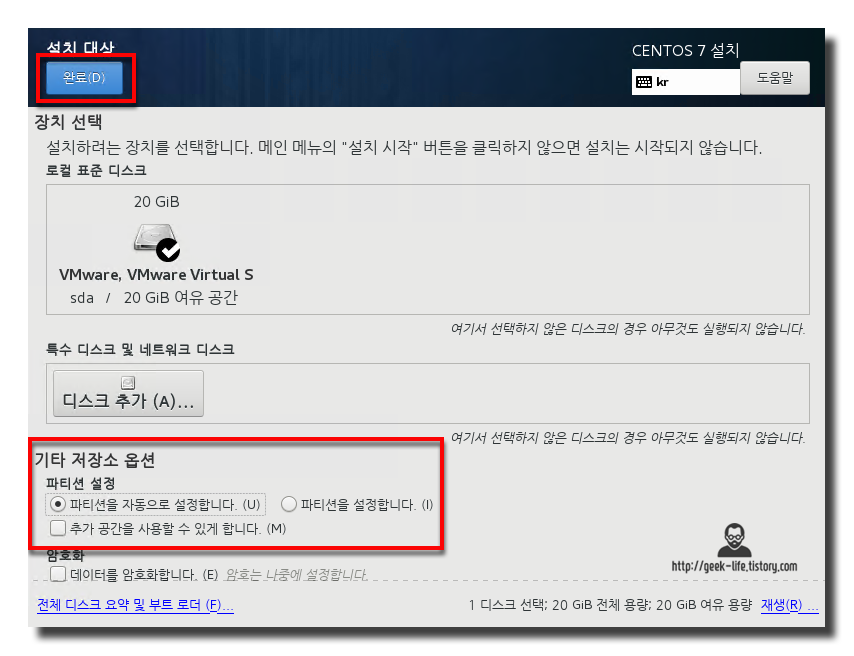 설치 대상
CENTOS 7 설치
완료(D)
kr
도움말
장치 선택
설치하려는 장치를 선택합니다. 메인 메뉴의 "설치 시작" 버튼을 클릭하지 않으면 설치는 시작되지 않습니다.
로컬 표준 디스크
20 GiB
VMware, VMware Virtual S
sda / 20 GiB 여유 공간
여기서 선택하지 않은 디스크의 경우 아무것도 실행되지 않습니다.
특수 디스크 및 네트워크 디스크
디스크 추가 (A)...
여기서 선택하지 않은 디스크의 경우 아무것도 실행되지 않습니다.
기타 저장소 옵션
파티션 설정
파티션을 자동으로 설정합니다. (U) 파티션을 설정합니다. (I)
추가 공간을 사용할 수 있게 합니다. (M)
암호화
데이터를 암호화합니다. (E) 암호는 나중에 설정합니다.
http://geek-life.tistory.com
전체 디스크 요약 및 부트 로더 (F)...
1 디스크 선택; 20 GiB 전체 용량; 20 GiB 여유 용량 재생(R) ...